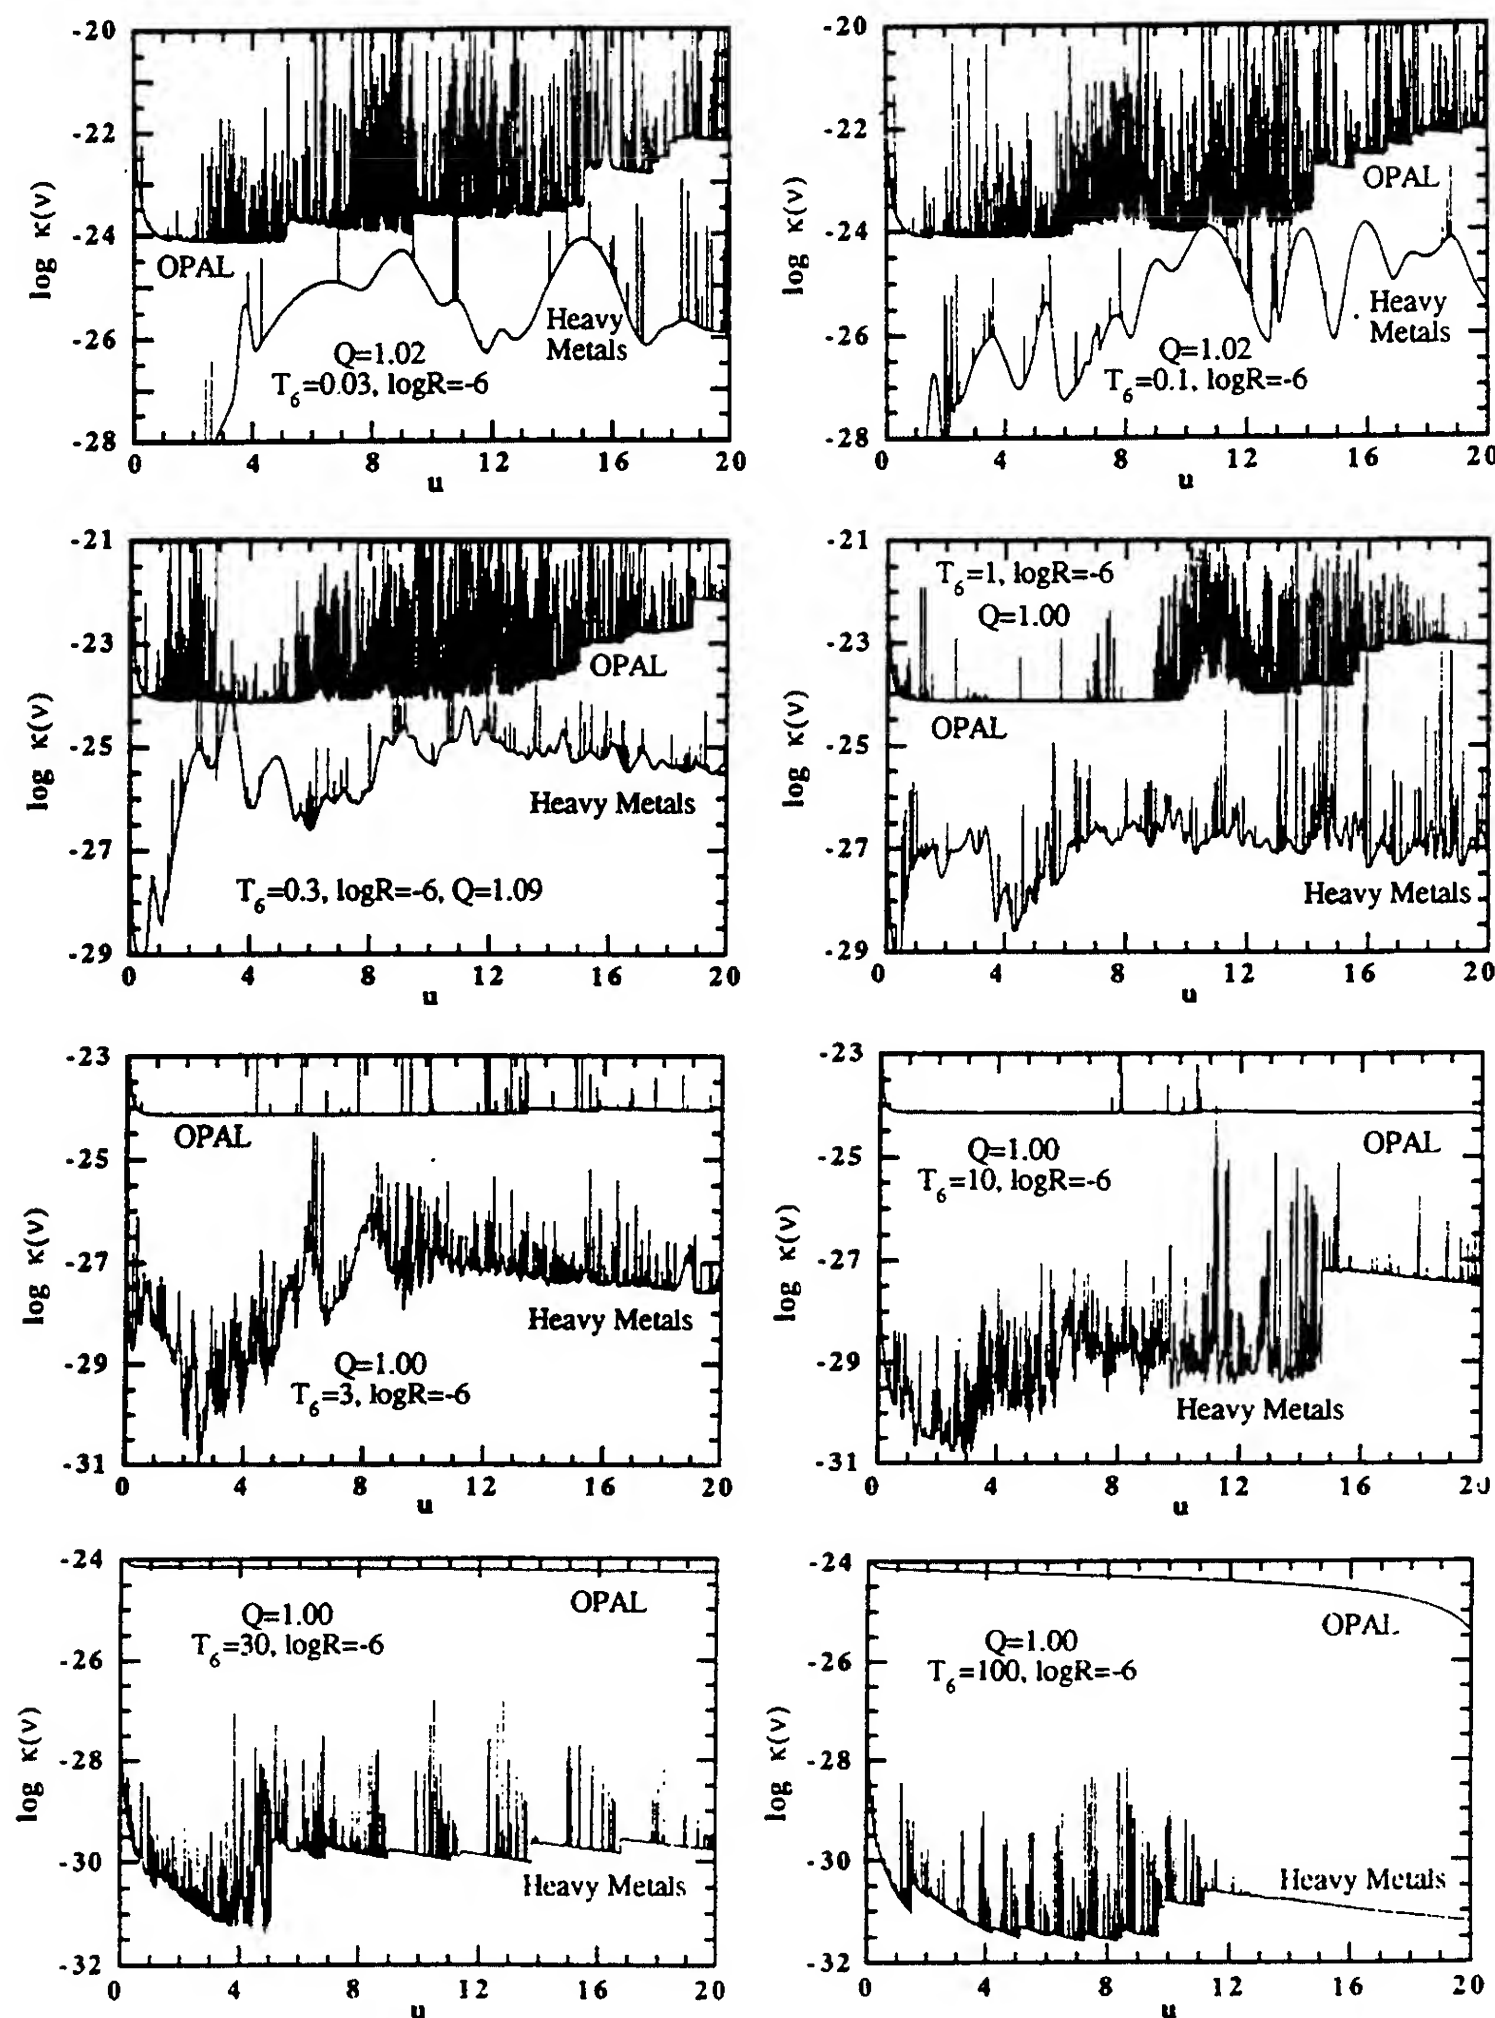 -20
-22
-24
-26
-28
log κ(ν)
OPAL
Heavy
Metals
Q=1.02
T6=0.03, logR=-6
0 4 8 12 16 20
u
-20
-22
-24
-26
-28
log κ(ν)
OPAL
Heavy
Metals
Q=1.02
T6=0.1, logR=-6
0 4 8 12 16 20
u
-21
-23
-25
-27
-29
log κ(ν)
OPAL
Heavy Metals
T6=0.3, logR=-6, Q=1.09
0 4 8 12 16 20
u
-21
-23
-25
-27
-29
log κ(ν)
T6=1, logR=-6
Q=1.00
OPAL
Heavy Metals
0 4 8 12 16 20
u
-23
-25
-27
-29
-31
log κ(ν)
OPAL
Heavy Metals
Q=1.00
T6=3, logR=-6
0 4 8 12 16 20
u
-23
-25
-27
-29
-31
log κ(ν)
Q=1.00
OPAL
T6=10, logR=-6
Heavy Metals
0 4 8 12 16 20
u
-24
-26
-28
-30
-32
log κ(ν)
OPAL
Q=1.00
T6=30, logR=-6
Heavy Metals
0 4 8 12 16 20
u
-24
-26
-28
-30
-32
log κ(ν)
OPAL
Q=1.00
T6=100, logR=-6
Heavy Metals
0 4 8 12 16 20
u